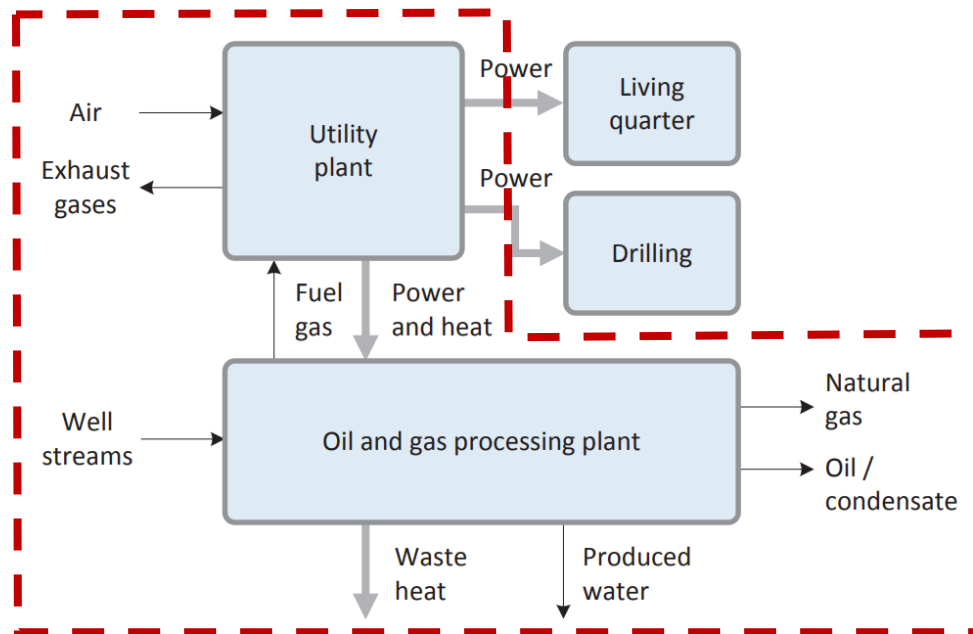 Air
Exhaust
gases
Utility
plant
Power
Living
quarter
Power
Drilling
Fuel
gas
Power
and heat
Well
streams
Oil and gas processing plant
Natural
gas
Oil /
condensate
Waste
heat
Produced
water